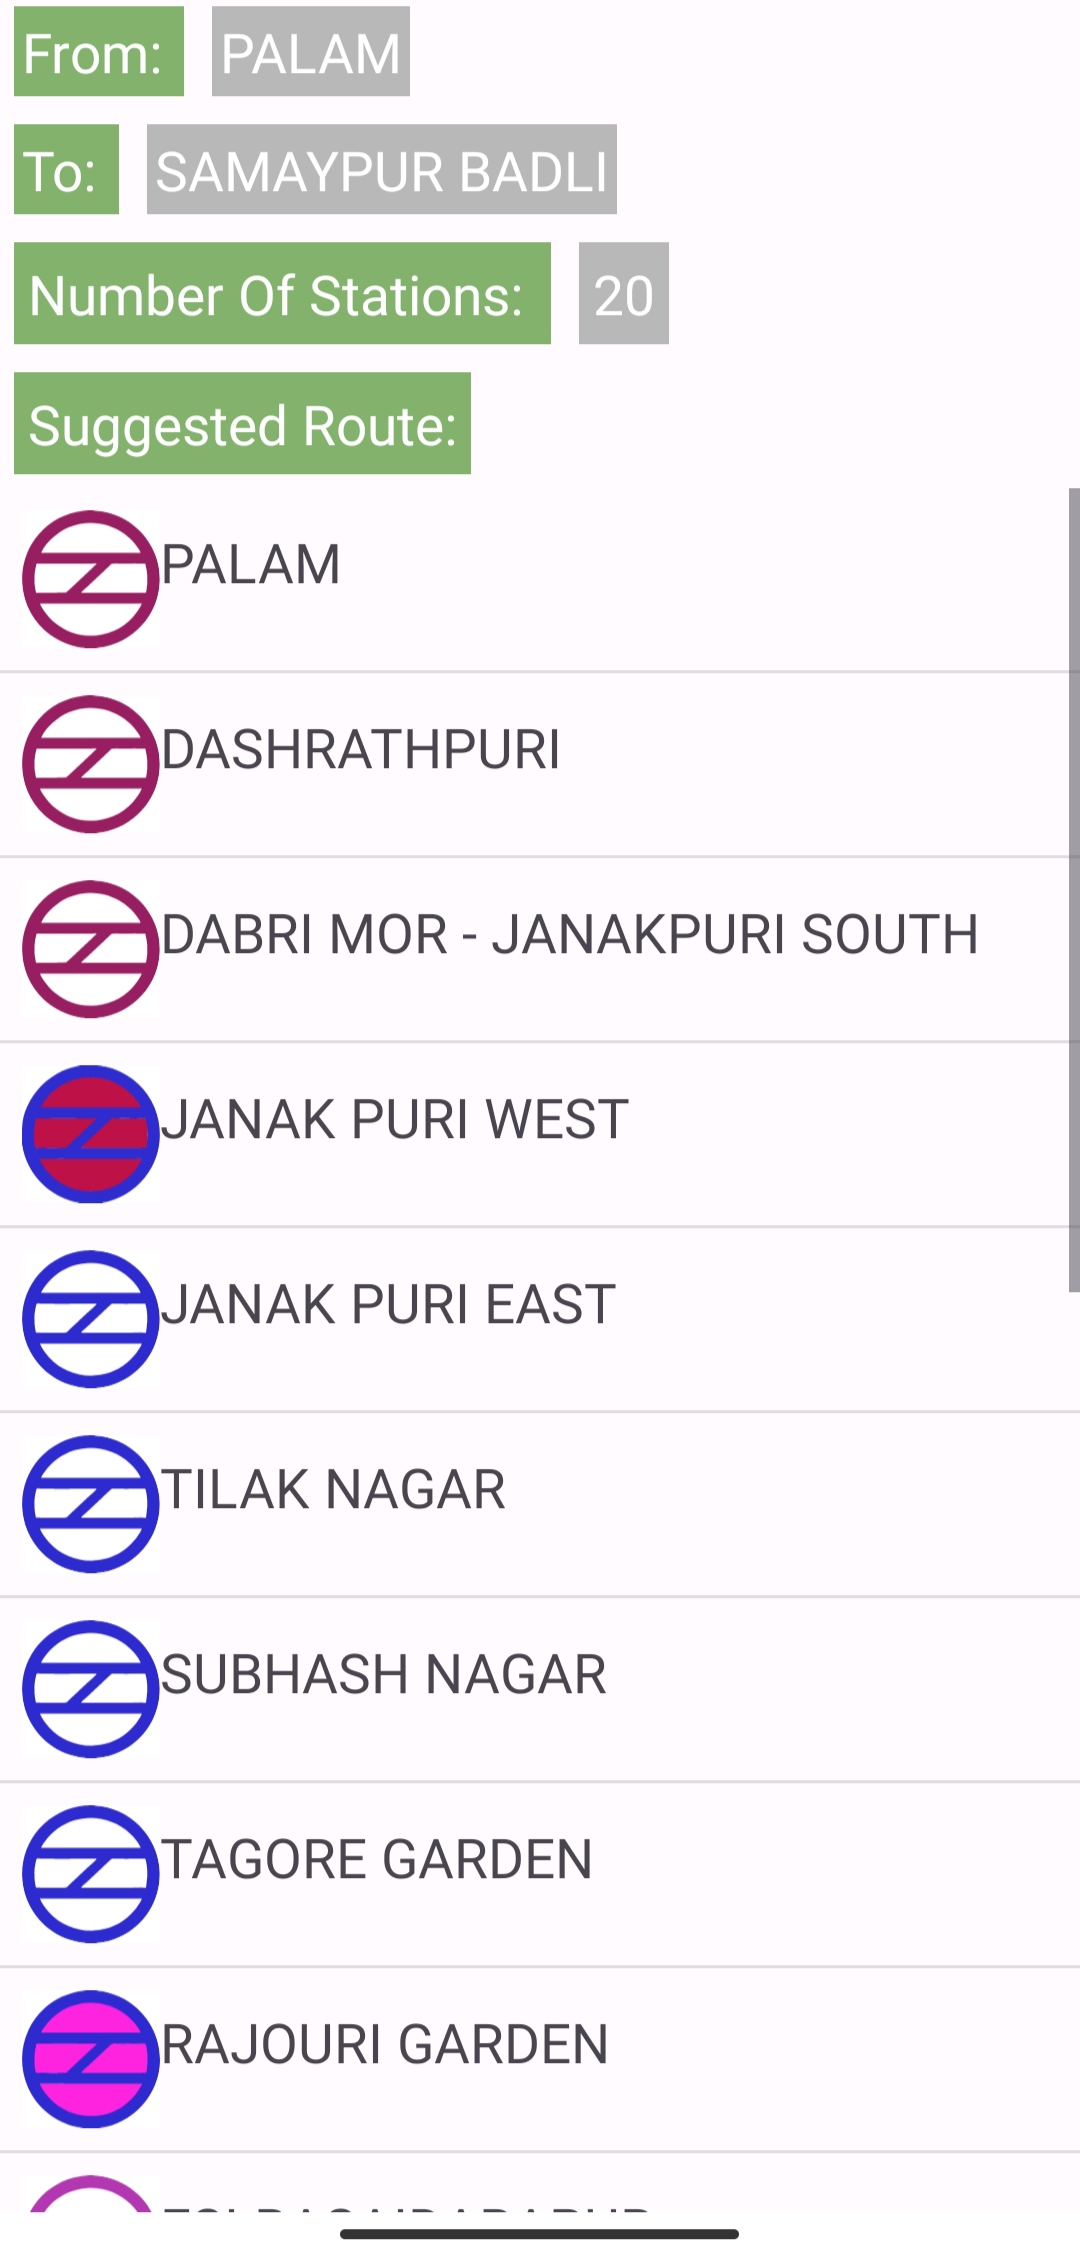 From: PALAM
To: SAMAYPUR BADLI
Number Of Stations: 20
Suggested Route:
PALAM
DASHRATHPURI
DABRI MOR - JANAKPURI SOUTH
JANAK PURI WEST
JANAK PURI EAST
TILAK NAGAR
SUBHASH NAGAR
TAGORE GARDEN
RAJOURI GARDEN